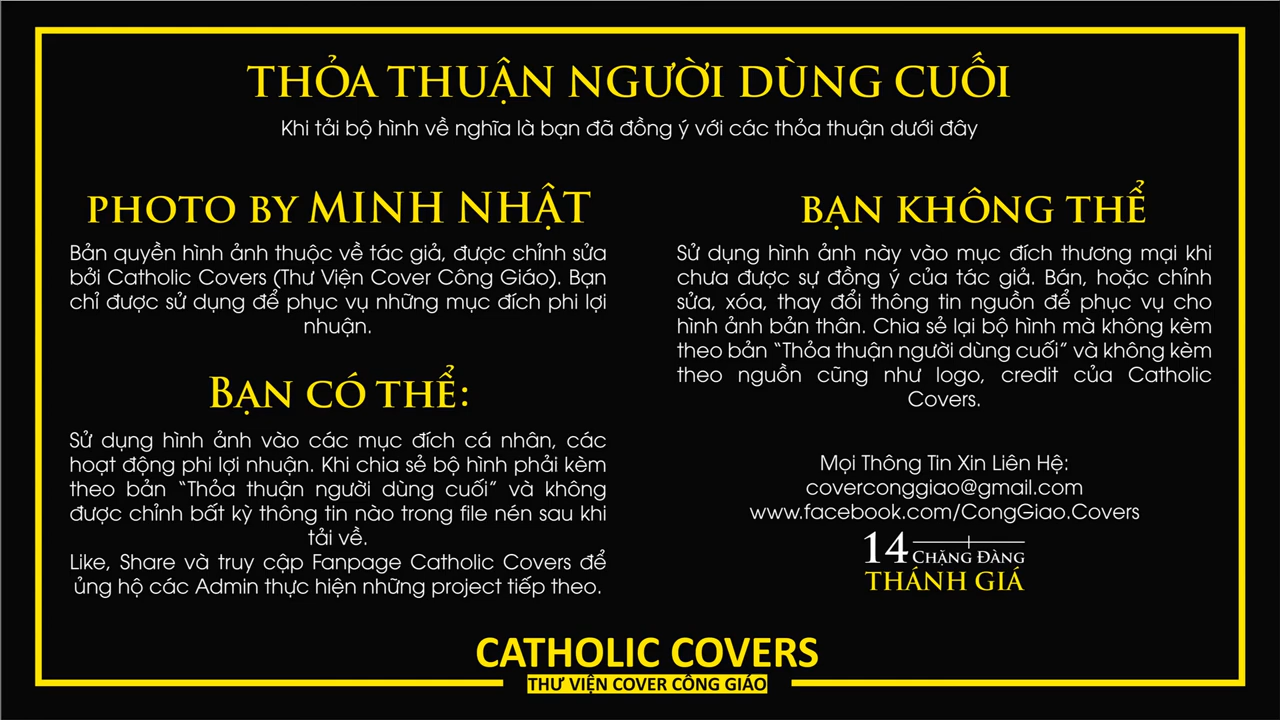 THỎA THUẬN NGƯỜI DÙNG CUỐI
Khi tải bộ hình về nghĩa là bạn đã đồng ý với các thỏa thuận dưới đây
PHOTO BY MINH NHẬT
Bản quyền hình ảnh thuộc về tác giả, được chỉnh sửa
bởi Catholic Covers (Thư Viện Cover Công Giáo). Bạn
chỉ được sử dụng để phục vụ những mục đích phi lợi
nhuận.
BẠN CÓ THỂ:
Sử dụng hình ảnh vào các mục đích cá nhân, các
hoạt động phi lợi nhuận. Khi chia sẻ bộ hình phải kèm
theo bản “Thỏa thuận người dùng cuối” và không
được chỉnh bất kỳ thông tin nào trong file nén sau khi
tải về.
Like, Share và truy cập Fanpage Catholic Covers để
ủng hộ các Admin thực hiện những project tiếp theo.
BẠN KHÔNG THỂ
Sử dụng hình ảnh này vào mục đích thương mại khi
chưa được sự đồng ý của tác giả. Bán, hoặc chỉnh
sửa, xóa, thay đổi thông tin nguồn để phục vụ cho
hình ảnh bản thân. Chia sẻ lại bộ hình mà không kèm
theo bản “Thỏa thuận người dùng cuối” và không kèm
theo nguồn cũng như logo, credit của Catholic
Covers.
Mọi Thông Tin Xin Liên Hệ:
coverconggiao@gmail.com
www.facebook.com/CongGiao.Covers
14 CHẶNG ĐÀNG
THÁNH GIÁ
CATHOLIC COVERS
THƯ VIỆN COVER CÔNG GIÁO